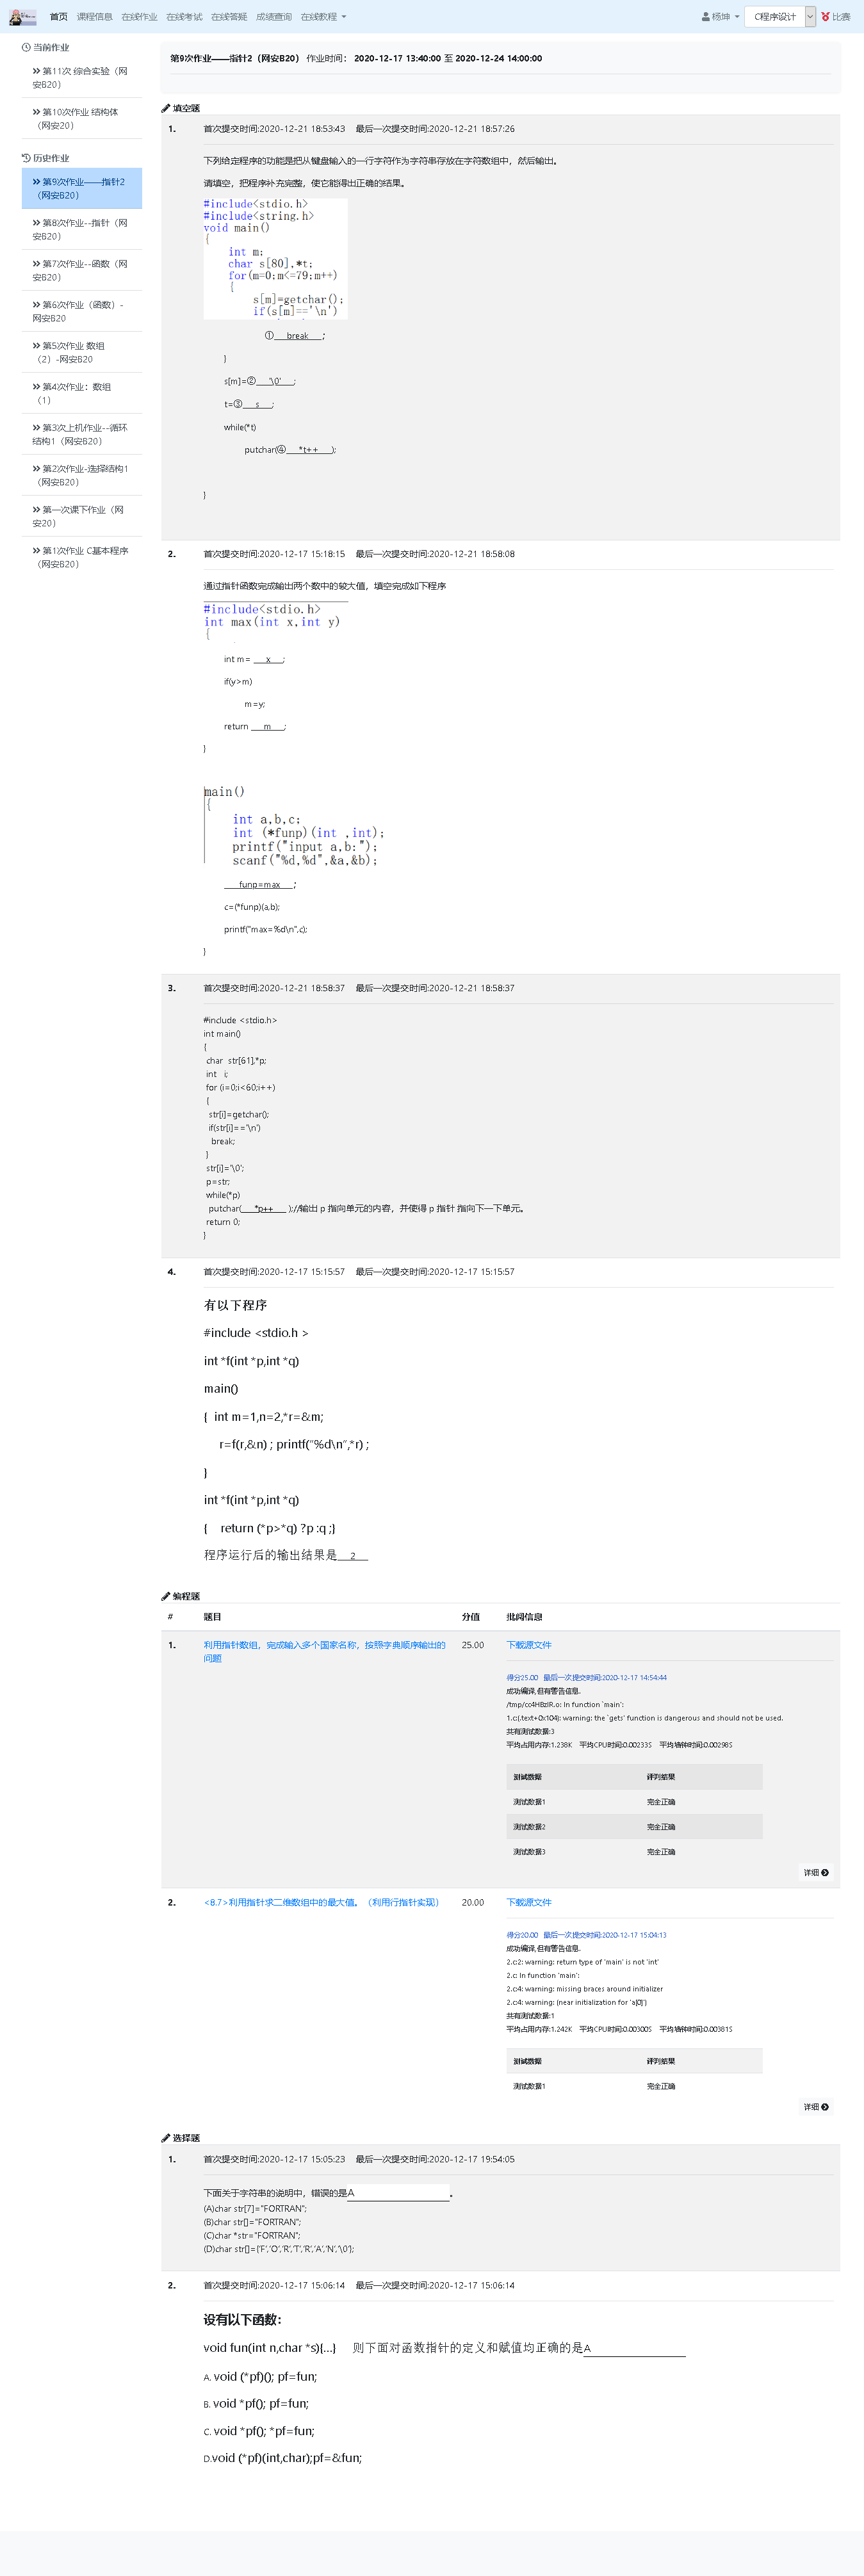 首页 课程信息 在线作业 在线考试 在线答疑 成绩查询 在线教程 杨坤 C程序设计 比赛
当前作业
第11次 综合实验（网
安B20）
第10次作业 结构体
（网安20）
历史作业
第9次作业——指针2
（网安B20）
第8次作业--指针（网
安B20）
第7次作业--函数（网
安B20）
第6次作业（函数）-
网安B20
第5次作业 数组
（2）-网安B20
第4次作业：数组
（1）
第3次上机作业--循环
结构1（网安B20）
第2次作业-选择结构1
（网安B20）
第一次课下作业（网
安20）
第1次作业 C基本程序
（网安B20）
第9次作业——指针2（网安B20） 作业时间： 2020-12-17 13:40:00 至 2020-12-24 14:00:00
填空题
1. 首次提交时间:2020-12-21 18:53:43 最后一次提交时间:2020-12-21 18:57:26
下列给定程序的功能是把从键盘输入的一行字符作为字符串存放在字符数组中，然后输出。
请填空，把程序补充完整，使它能得出正确的结果。
#include<stdio.h>
#include<string.h>
void main()
{
int m;
char s[80],*t;
for(m=0;m<=79;m++)
{
s[m]=getchar();
if(s[m]=='\n')
① break ;
}
s[m]=② '\0' ;
t=③ s ;
while(*t)
putchar(④ *t++ );
}
2. 首次提交时间:2020-12-17 15:18:15 最后一次提交时间:2020-12-21 18:58:08
通过指针函数完成输出两个数中的较大值，填空完成如下程序
#include<stdio.h>
int max(int x,int y)
{
int m= x ;
if(y>m)
m=y;
return m ;
}
main()
{
int a,b,c;
int (*funp)(int ,int);
printf("input a,b:");
scanf("%d,%d",&a,&b);
funp=max ;
c=(*funp)(a,b);
printf("max=%d\n",c);
}
3. 首次提交时间:2020-12-21 18:58:37 最后一次提交时间:2020-12-21 18:58:37
#include <stdio.h>
int main()
{
char str[61],*p;
int i;
for (i=0;i<60;i++)
{
str[i]=getchar();
if(str[i]=='\n')
break;
}
str[i]='\0';
p=str;
while(*p)
putchar( *p++ );//输出 p 指向单元的内容，并使得 p 指针 指向下一下单元。
return 0;
}
4. 首次提交时间:2020-12-17 15:15:57 最后一次提交时间:2020-12-17 15:15:57
有以下程序
#include <stdio.h >
int *f(int *p,int *q)
main()
{ int m=1,n=2,*r=&m;
r=f(r,&n) ; printf("%d\n",*r) ;
}
int *f(int *p,int *q)
{ return (*p>*q) ?p :q ;}
程序运行后的输出结果是 2
编程题
# 题目 分值 批阅信息
1. 利用指针数组，完成输入多个国家名称，按照字典顺序输出的
问题
25.00 下载源文件
得分25.00 最后一次提交时间:2020-12-17 14:54:44
成功编译,但有警告信息.
/tmp/cc4HBzlR.o: In function `main':
1.c:(.text+0x104): warning: the `gets' function is dangerous and should not be used.
共有测试数据:3
平均占用内存:1.238K 平均CPU时间:0.00233S 平均墙钟时间:0.00298S
测试数据 评判结果
测试数据1 完全正确
测试数据2 完全正确
测试数据3 完全正确
详细
2. <8.7>利用指针求二维数组中的最大值。（利用行指针实现） 20.00 下载源文件
得分20.00 最后一次提交时间:2020-12-17 15:04:13
成功编译,但有警告信息.
2.c:2: warning: return type of 'main' is not 'int'
2.c: In function 'main':
2.c:4: warning: missing braces around initializer
2.c:4: warning: (near initialization for 'a[0]')
共有测试数据:1
平均占用内存:1.242K 平均CPU时间:0.00300S 平均墙钟时间:0.00381S
测试数据 评判结果
测试数据1 完全正确
详细
选择题
1. 首次提交时间:2020-12-17 15:05:23 最后一次提交时间:2020-12-17 19:54:05
下面关于字符串的说明中，错误的是A 。
(A)char str[7]="FORTRAN";
(B)char str[]="FORTRAN";
(C)char *str="FORTRAN";
(D)char str[]={'F','O','R','T','R','A','N','\0'};
2. 首次提交时间:2020-12-17 15:06:14 最后一次提交时间:2020-12-17 15:06:14
设有以下函数：
void fun(int n,char *s){…} 则下面对函数指针的定义和赋值均正确的是A
A. void (*pf)(); pf=fun;
B. void *pf(); pf=fun;
C. void *pf(); *pf=fun;
D.void (*pf)(int,char);pf=&fun;